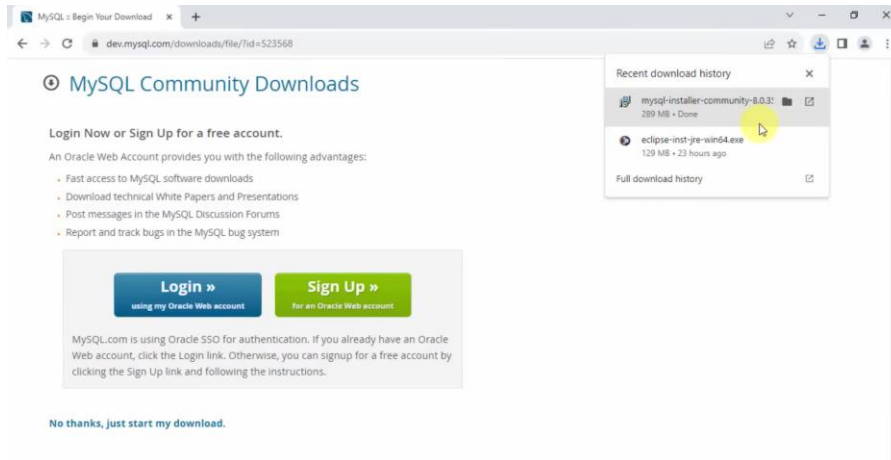 MySQL :: Begin Your Download
dev.mysql.com/downloads/file/?id=523568
MySQL Community Downloads
Login Now or Sign Up for a free account.
An Oracle Web Account provides you with the following advantages:
Fast access to MySQL software downloads
Download technical White Papers and Presentations
Post messages in the MySQL Discussion Forums
Report and track bugs in the MySQL bug system
Login »
using my Oracle Web account
Sign Up »
for an Oracle Web account
MySQL.com is using Oracle SSO for authentication. If you already have an Oracle
Web account, click the Login link. Otherwise, you can signup for a free account by
clicking the Sign Up link and following the instructions.
No thanks, just start my download.
Recent download history
mysql-installer-community-8.0.35
289 MB • Done
eclipse-inst-jre-win64.exe
129 MB • 23 hours ago
Full download history